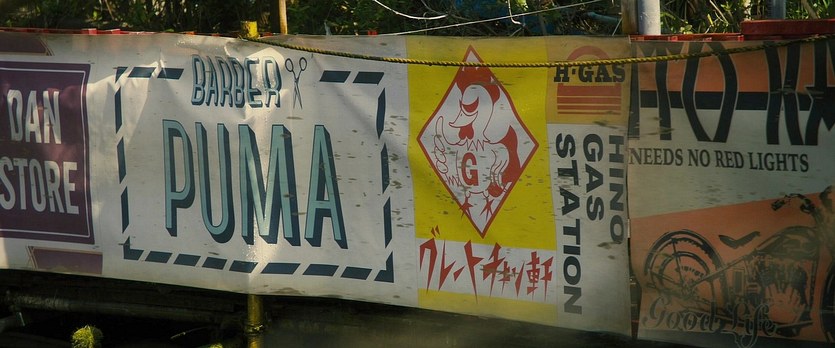 DAN
STORE
BARBER
PUMA
G
グレートチキン軒
H·GAS
HINO
GAS
STATION
NEEDS NO RED LIGHTS
Good Life